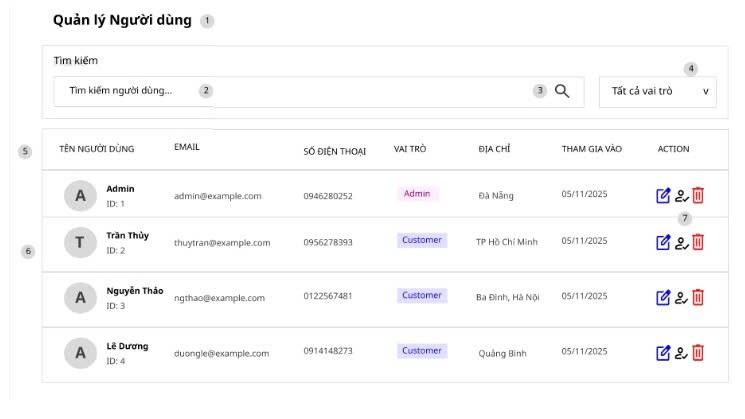 Quản lý Người dùng 1
Tìm kiếm
4
Tìm kiếm người dùng... 2 3 Tất cả vai trò v
5 TÊN NGƯỜI DÙNG EMAIL SỐ ĐIỆN THOẠI VAI TRÒ ĐỊA CHỈ THAM GIA VÀO ACTION
A Admin admin@example.com 0946280252 Admin Đà Nẵng 05/11/2025
ID: 1
7
T Trần Thủy thuytran@example.com 0956278393 Customer TP Hồ Chí Minh 05/11/2025
ID: 2
6
A Nguyễn Thảo ngthao@example.com 0122567481 Customer Ba Đình, Hà Nội 05/11/2025
ID: 3
A Lê Dương duongle@example.com 0914148273 Customer Quảng Bình 05/11/2025
ID: 4